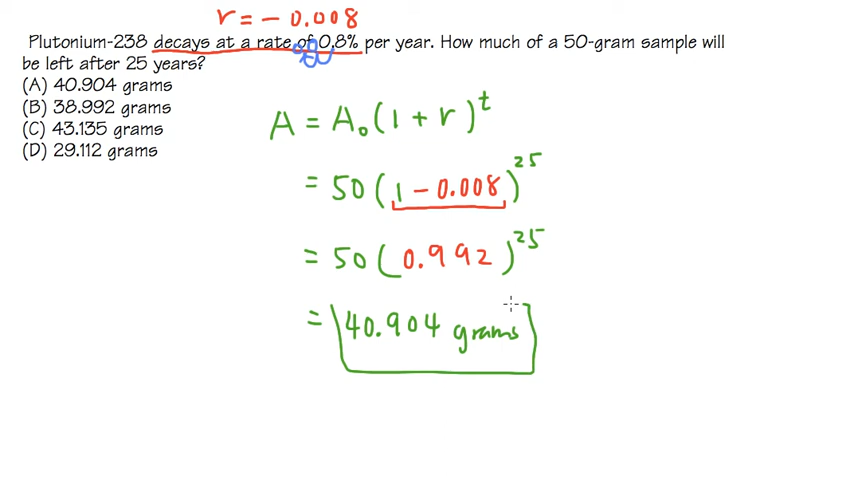 r = - 0.008
Plutonium-238 decays at a rate of 0.8% per year. How much of a 50-gram sample will
be left after 25 years?
(A) 40.904 grams
(B) 38.992 grams
(C) 43.135 grams
(D) 29.112 grams
A = A₀ (1 + r)ᵗ
= 50 (1 - 0.008)²⁵
= 50 (0.992)²⁵
= 40.904 grams